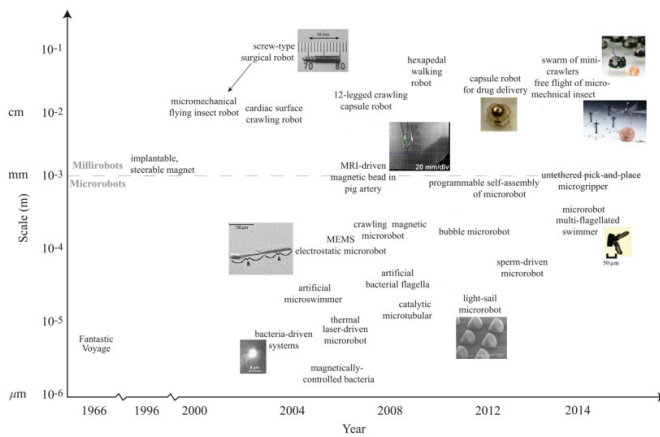 10-1
cm
10-2
Millirobots
mm
10-3
Microrobots
Scale (m)
10-4
10-5
μm
10-6
screw-type
surgical robot
10 mm
70
80
micromechanical
flying insect robot
cardiac surface
crawling robot
implantable,
steerable magnet
12-legged crawling
capsule robot
hexapedal
walking
robot
capsule robot
for drug delivery
swarm of mini-
crawlers
free flight of micro-
mechnical insect
20 mm/div
MRI-driven
magnetic bead in
pig artery
programmable self-assembly
of microrobot
untethered pick-and-place
microgripper
microrobot
multi-flagellated
swimmer
50 μm
crawling magnetic
microrobot
MEMS
electrostatic microrobot
B
A
bubble microrobot
sperm-driven
microrobot
artificial
microswimmer
artificial
bacterial flagella
catalytic
microtubular
light-sail
microrobot
thermal
laser-driven
microrobot
bacteria-driven
systems
magnetically-
controlled bacteria
Fantastic
Voyage
1966
1996
2000
2004
2008
2012
2014
Year